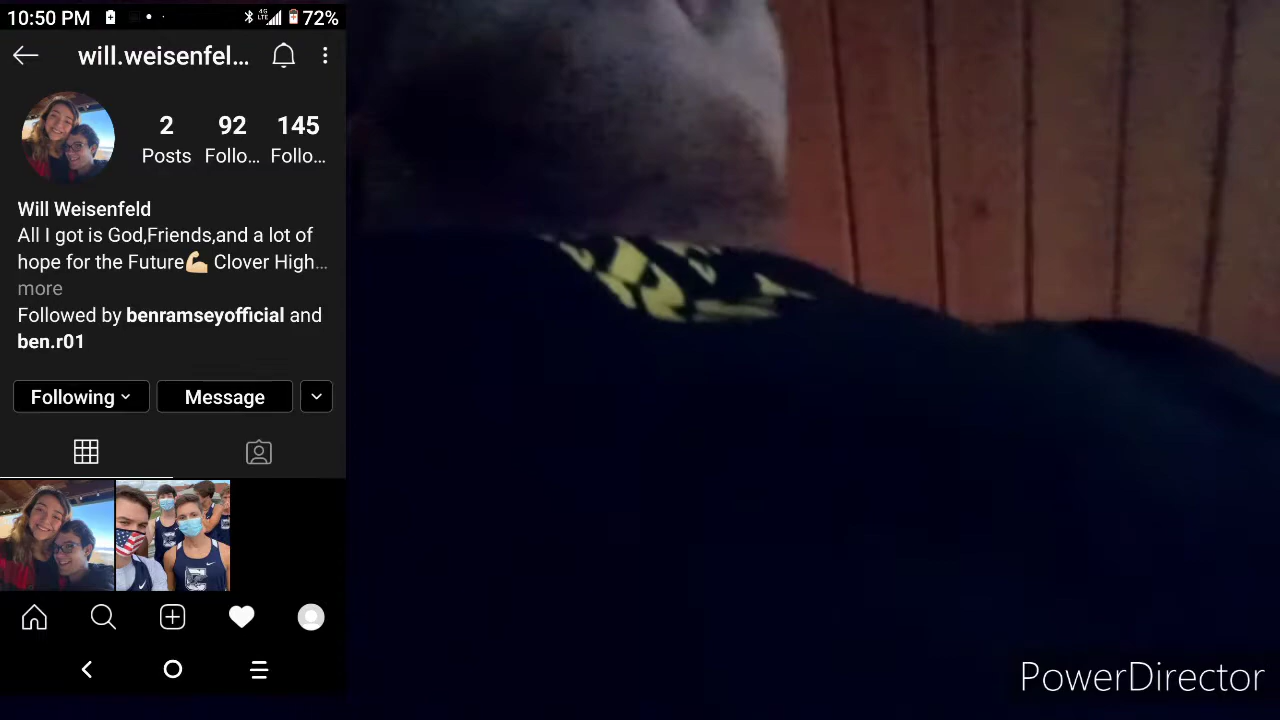 10:50 PM 4G LTE 72%
will.weisenfel...
2 92 145
Posts Follo... Follo...
Will Weisenfeld
All I got is God,Friends,and a lot of
hope for the Future💪🏼 Clover High...
more
Followed by benramseyofficial and
ben.r01
Following Message
PowerDirector